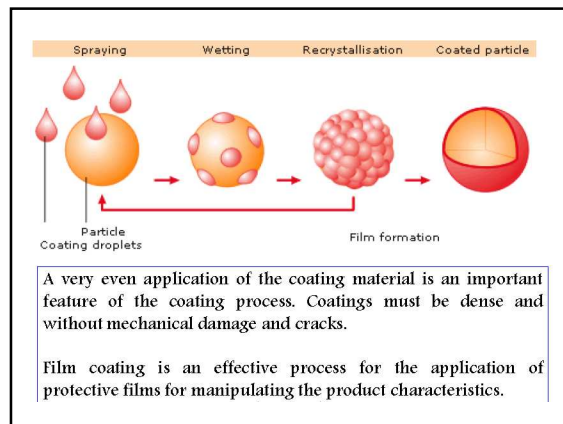 Spraying Wetting Recrystallisation Coated particle
Particle
Coating droplets
Film formation
A very even application of the coating material is an important
feature of the coating process. Coatings must be dense and
without mechanical damage and cracks.
Film coating is an effective process for the application of
protective films for manipulating the product characteristics.